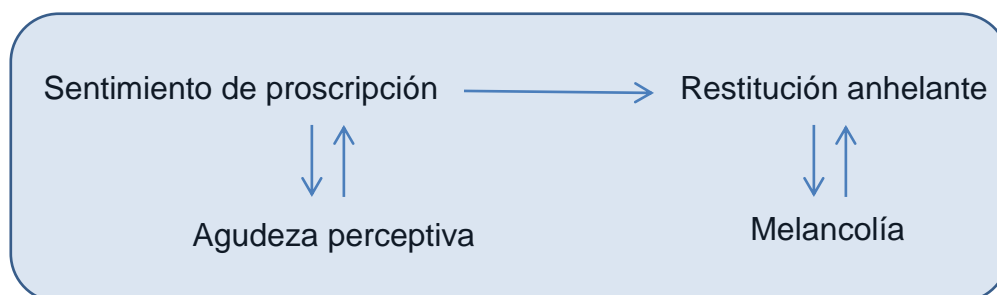 Sentimiento de proscripción
Restitución anhelante
Agudeza perceptiva
Melancolía